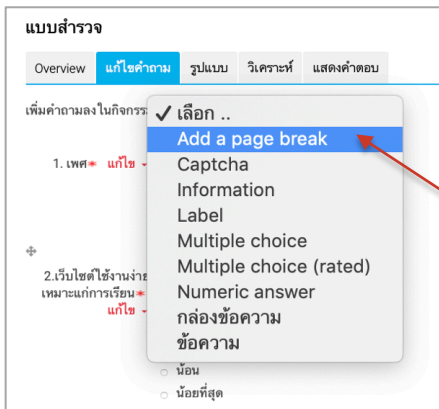 แบบสำรวจ
Overview แก้ไขคำถาม รูปแบบ วิเคราะห์ แสดงคำตอบ
เพิ่มคำถามลงในกิจกรร
✓ เลือก ..
Add a page break
1. เพศ* แก้ไข
Captcha
Information
Label
Multiple choice
Multiple choice (rated)
2.เว็บไซต์ใช้งานง่าย
เหมาะแก่การเรียน*
Numeric answer
แก้ไข
กล่องข้อความ
ข้อความ
น้อน
น้อยที่สุด